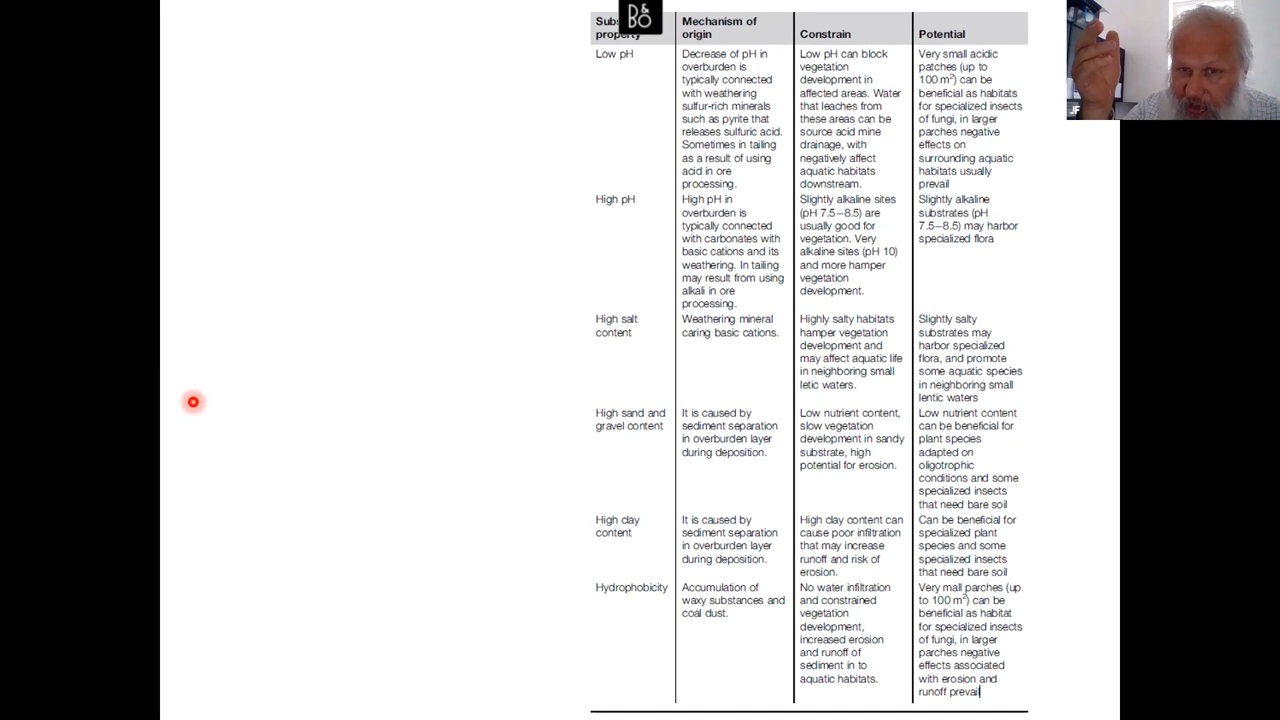 B&O
Substrate property
Mechanism of
origin
Constrain
Potential
Low pH
Decrease of pH in
overburden is
typically connected
with weathering
sulfur-rich minerals
such as pyrite that
releases sulfuric acid.
Sometimes in tailing
as a result of using
acid in ore
processing.
Low pH can block
vegetation
development in
affected areas. Water
that leaches from
these areas can be
source acid mine
drainage, with
negatively affect
aquatic habitats
downstream.
Very small acidic
patches (up to
100 m²) can be
beneficial as habitats
for specialized insects
of fungi, in larger
parches negative
effects on
surrounding aquatic
habitats usually
prevail
High pH
High pH in
overburden is
typically connected
with carbonates with
basic cations and its
weathering. In tailing
may result from using
alkali in ore
processing.
Slightly alkaline sites
(pH 7.5–8.5) are
usually good for
vegetation. Very
alkaline sites (pH 10)
and more hamper
vegetation
development.
Slightly alkaline
substrates (pH
7.5–8.5) may harbor
specialized flora
High salt
content
Weathering mineral
caring basic cations.
Highly salty habitats
hamper vegetation
development and
may affect aquatic life
in neighboring small
letic waters.
Slightly salty
substrates may
harbor specialized
flora, and promote
some aquatic species
in neighboring small
lentic waters
High sand and
gravel content
It is caused by
sediment separation
in overburden layer
during deposition.
Low nutrient content,
slow vegetation
development in sandy
substrate, high
potential for erosion.
Low nutrient content
can be beneficial for
plant species
adapted on
oligotrophic
conditions and some
specialized insects
that need bare soil
High clay
content
It is caused by
sediment separation
in overburden layer
during deposition.
High clay content can
cause poor infiltration
that may increase
runoff and risk of
erosion.
Can be beneficial for
specialized plant
species and some
specialized insects
that need bare soil
Hydrophobicity
Accumulation of
waxy substances and
coal dust.
No water infiltration
and constrained
vegetation
development,
increased erosion
and runoff of
sediment in to
aquatic habitats.
Very mall parches (up
to 100 m²) can be
beneficial as habitat
for specialized insects
of fungi, in larger
parches negative
effects associated
with erosion and
runoff prevail
JF